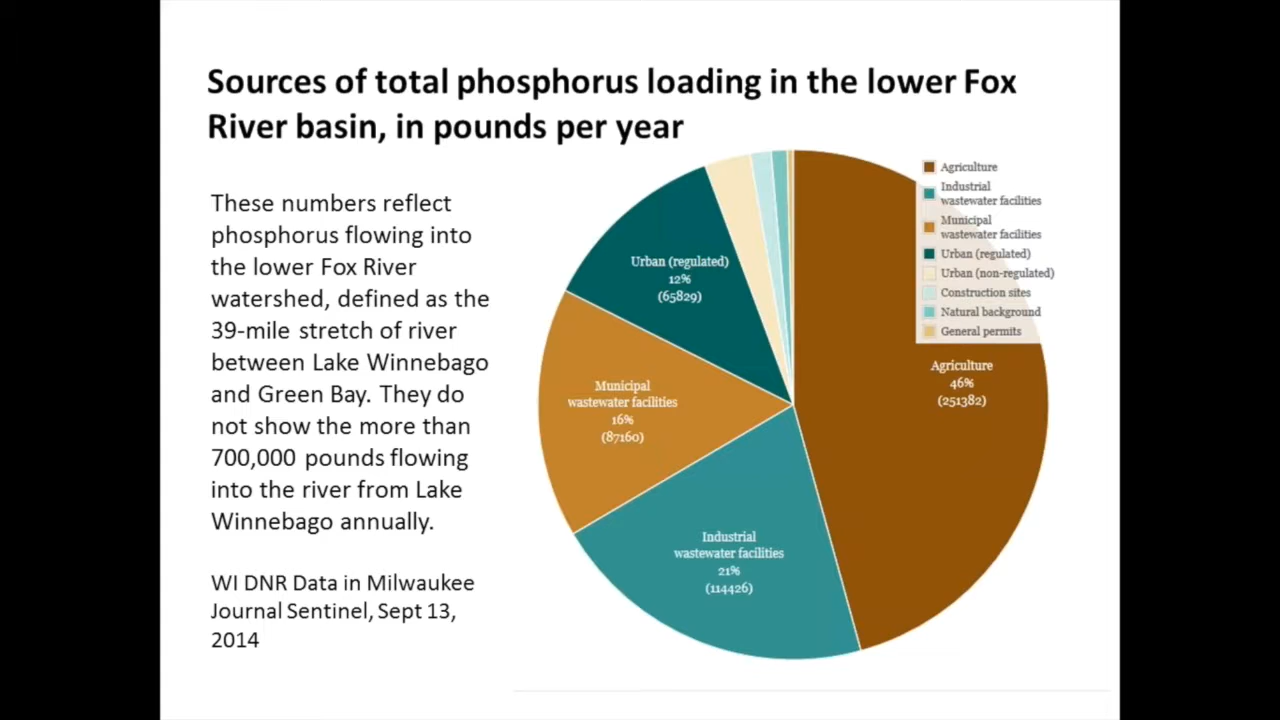 Sources of total phosphorus loading in the lower Fox
River basin, in pounds per year
These numbers reflect
phosphorus flowing into
the lower Fox River
watershed, defined as the
39-mile stretch of river
between Lake Winnebago
and Green Bay. They do
not show the more than
700,000 pounds flowing
into the river from Lake
Winnebago annually.
WI DNR Data in Milwaukee
Journal Sentinel, Sept 13,
2014
Urban (regulated)
12%
(65829)
Municipal
wastewater facilities
16%
(87160)
Industrial
wastewater facilities
21%
(114426)
Agriculture
46%
(251382)
Agriculture
Industrial
wastewater facilities
Municipal
wastewater facilities
Urban (regulated)
Urban (non-regulated)
Construction sites
Natural background
General permits